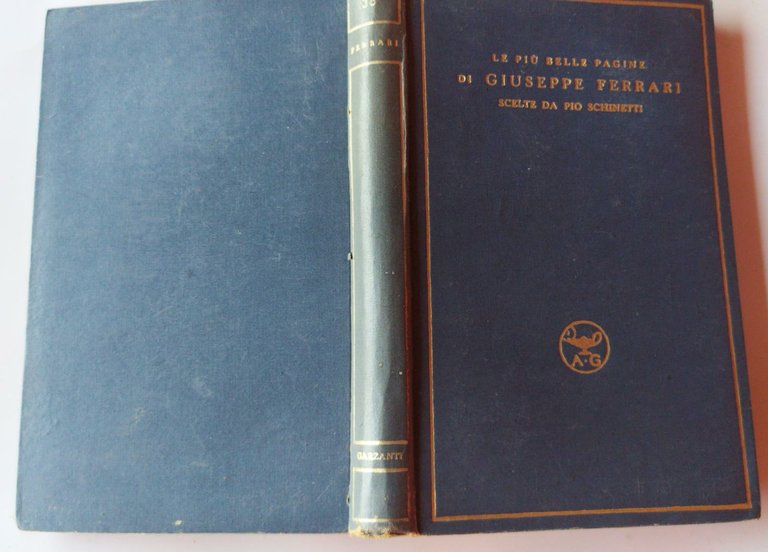 FERRARI
GARZANTI
LE PIÙ BELLE PAGINE
DI GIUSEPPE FERRARI
SCELTE DA PIO SCHINETTI
A·G